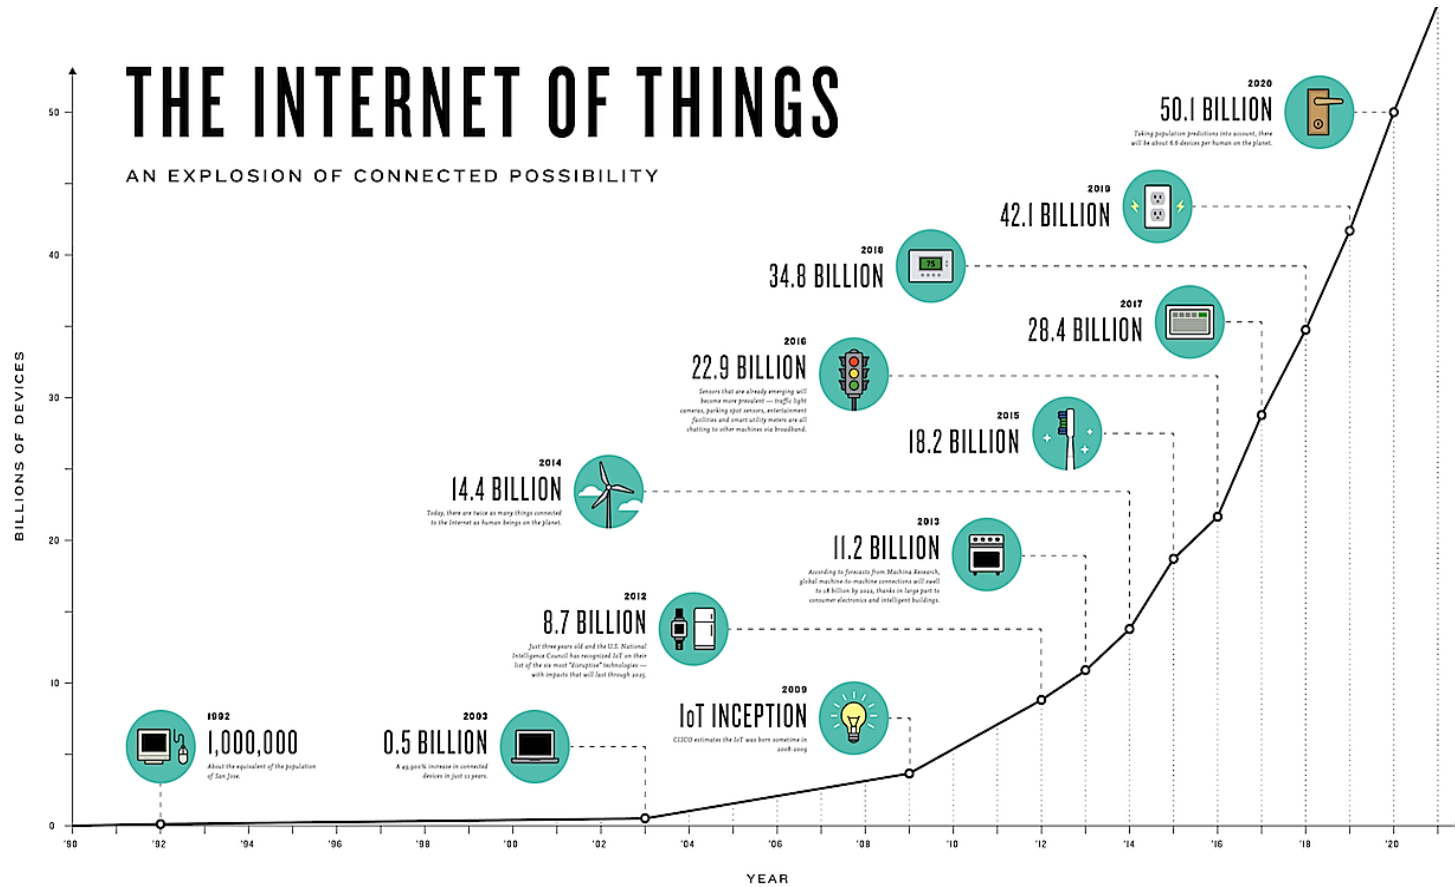 THE INTERNET OF THINGS
AN EXPLOSION OF CONNECTED POSSIBILITY
BILLIONS OF DEVICES
50
40
30
20
10
0
1992
1,000,000
About the equivalent of the population
of San Jose.
2003
0.5 BILLION
A 49,900% increase in connected
devices in just 11 years.
2009
IoT INCEPTION
CISCO estimates the IoT was born sometime in
2008-2009
2012
8.7 BILLION
Just three years old and the U.S. National
Intelligence Council has recognized IoT on their
list of the six most "disruptive" technologies —
with impacts that will last through 2025.
2013
11.2 BILLION
According to forecasts from Machina Research,
global machine-to-machine connections will swell
to 18 billion by 2022, thanks in large part to
consumer electronics and intelligent buildings.
2014
14.4 BILLION
Today, there are twice as many things connected
to the Internet as human beings on the planet.
2015
18.2 BILLION
2016
22.9 BILLION
Sensors that are already emerging will
become more prevalent — traffic light
cameras, parking spot sensors, entertainment
facilities and smart utility meters are all
chatting to other machines via broadband.
2017
28.4 BILLION
2018
34.8 BILLION
75
2019
42.1 BILLION
2020
50.1 BILLION
Taking population predictions into account, there
will be about 6.6 devices per human on the planet.
'90 '92 '94 '96 '98 '00 '02 '04 '06 '08 '10 '12 '14 '16 '18 '20
YEAR